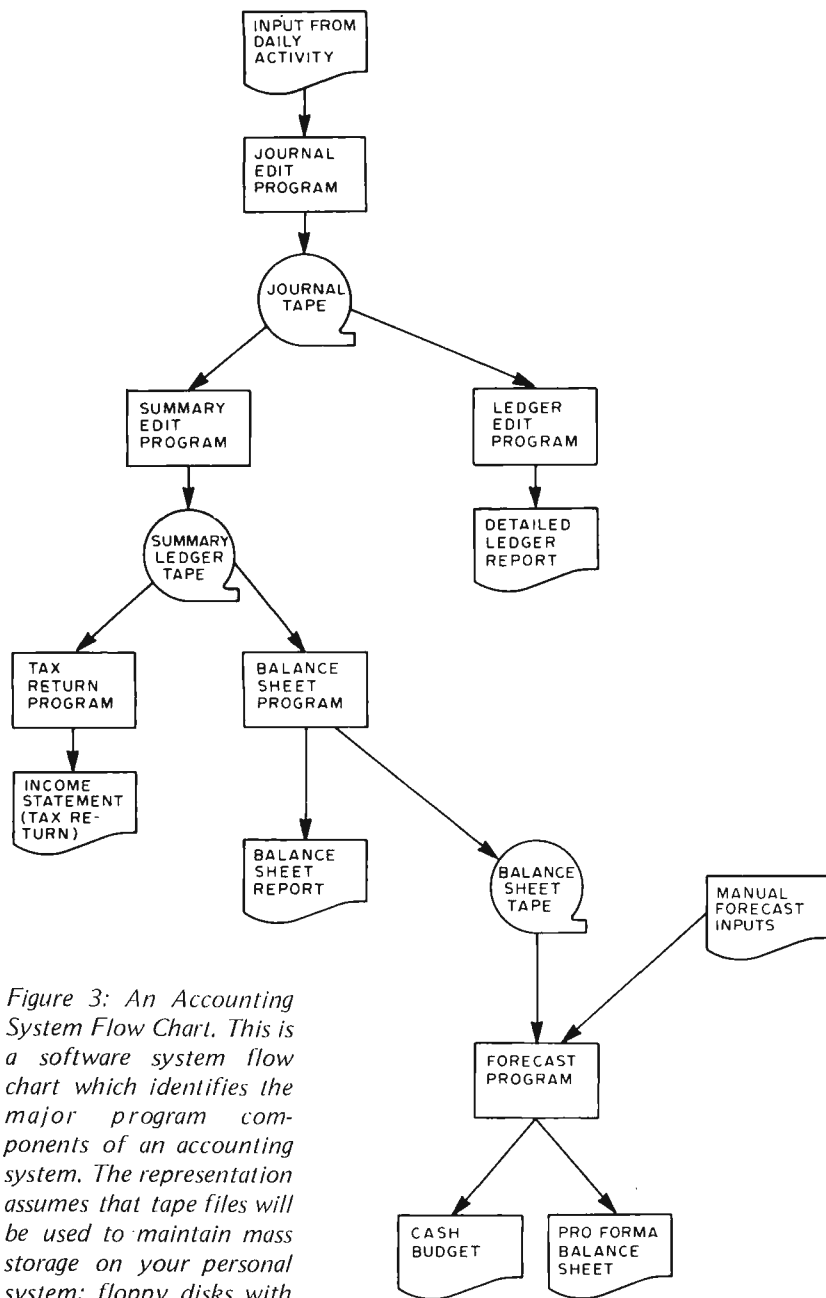 INPUT FROM
DAILY
ACTIVITY
JOURNAL
EDIT
PROGRAM
JOURNAL
TAPE
SUMMARY
EDIT
PROGRAM
LEDGER
EDIT
PROGRAM
SUMMARY
LEDGER
TAPE
DETAILED
LEDGER
REPORT
TAX
RETURN
PROGRAM
BALANCE
SHEET
PROGRAM
INCOME
STATEMENT
(TAX RE-
TURN)
BALANCE
SHEET
REPORT
BALANCE
SHEET
TAPE
MANUAL
FORECAST
INPUTS
FORECAST
PROGRAM
CASH
BUDGET
PRO FORMA
BALANCE
SHEET
Figure 3: An Accounting
System Flow Chart. This is
a software system flow
chart which identifies the
major program com-
ponents of an accounting
system. The representation
assumes that tape files will
be used to maintain mass
storage on your personal
system; floppy disks with